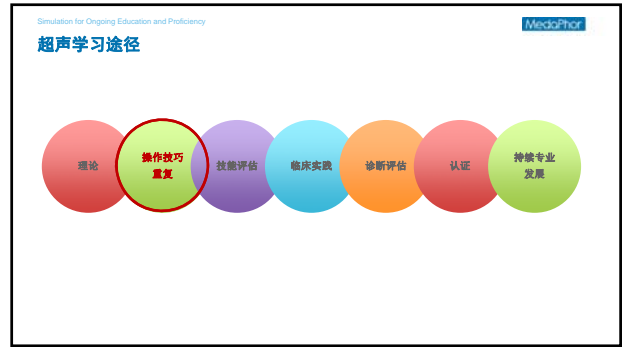 Simulation for Ongoing Education and Proficiency
MedaPhor
超声学习途径
理论
操作技巧
重复
技能评估
临床实践
诊断评估
认证
持续专业
发展